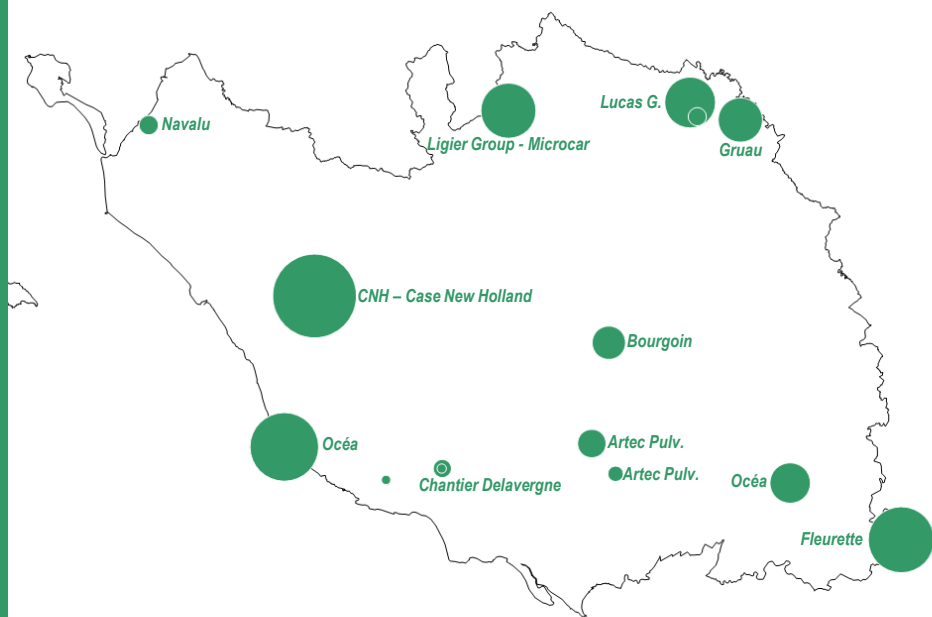 Lucas G.
Navalu
Ligier Group - Microcar
Gruau
CNH – Case New Holland
Bourgoin
Océa
Artec Pulv.
Artec Pulv.
Océa
Chantier Delavergne
Fleurette